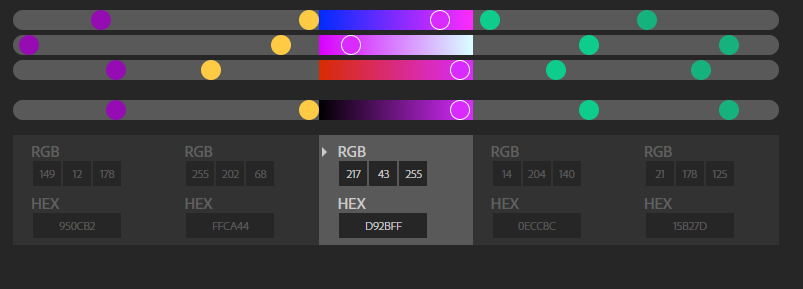 RGB RGB RGB RGB RGB
149 12 178 255 202 68 217 43 255 14 204 140 21 178 125
HEX HEX HEX HEX HEX
950CB2 FFCA44 D92BFF 0ECC8C 15B27D